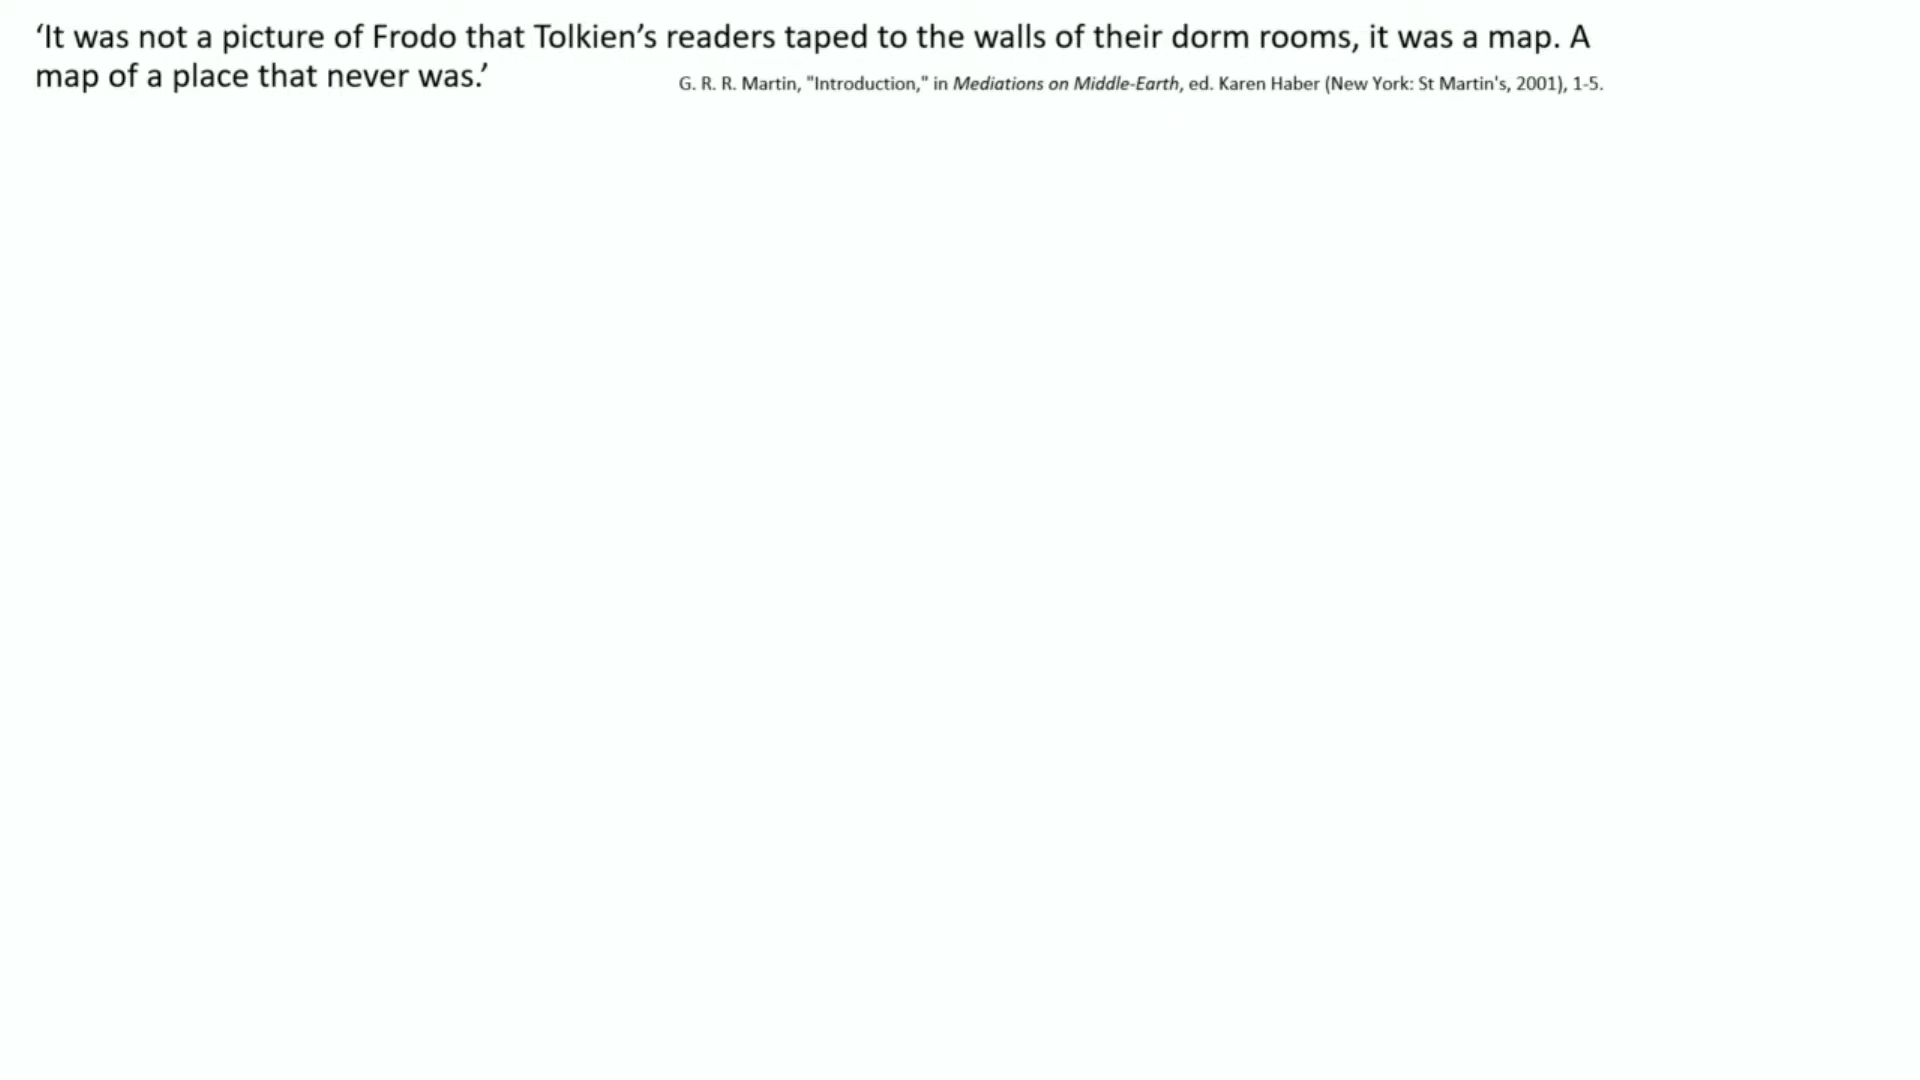 ‘It was not a picture of Frodo that Tolkien’s readers taped to the walls of their dorm rooms, it was a map. A
map of a place that never was.’
G. R. R. Martin, "Introduction," in Mediations on Middle-Earth, ed. Karen Haber (New York: St Martin's, 2001), 1-5.